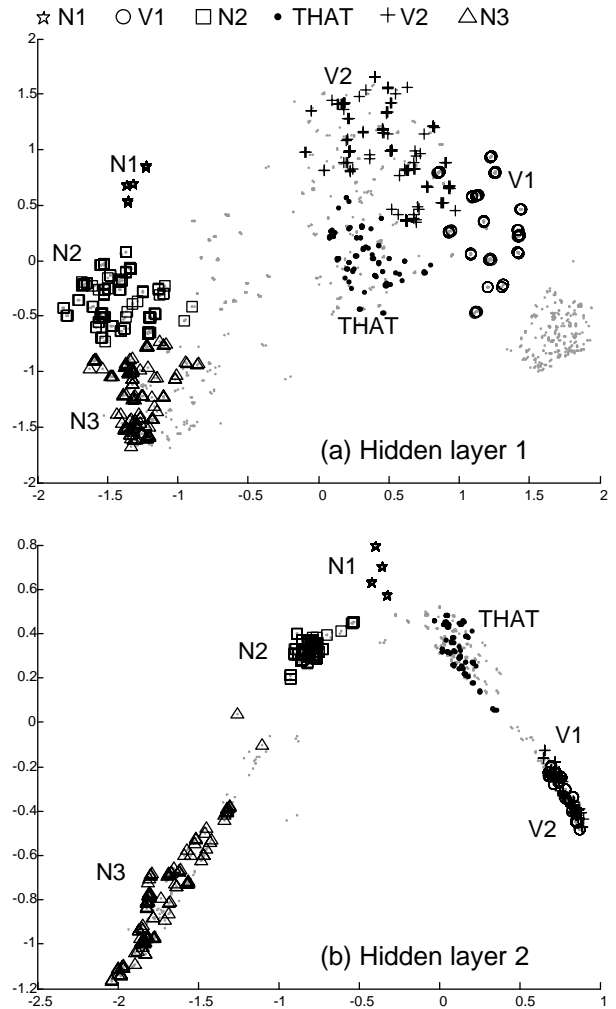 N1 V1 N2 THAT V2 N3
2
1.5
1
0.5
0
-0.5
-1
-1.5
-2
V2
N1
V1
N2
THAT
N3
(a) Hidden layer 1
-2 -1.5 -1 -0.5 0 0.5 1 1.5 2
0.8
0.6
0.4
0.2
0
-0.2
-0.4
-0.6
-0.8
-1
-1.2
N1
THAT
N2
V1
V2
N3
(b) Hidden layer 2
-2.5 -2 -1.5 -1 -0.5 0 0.5 1